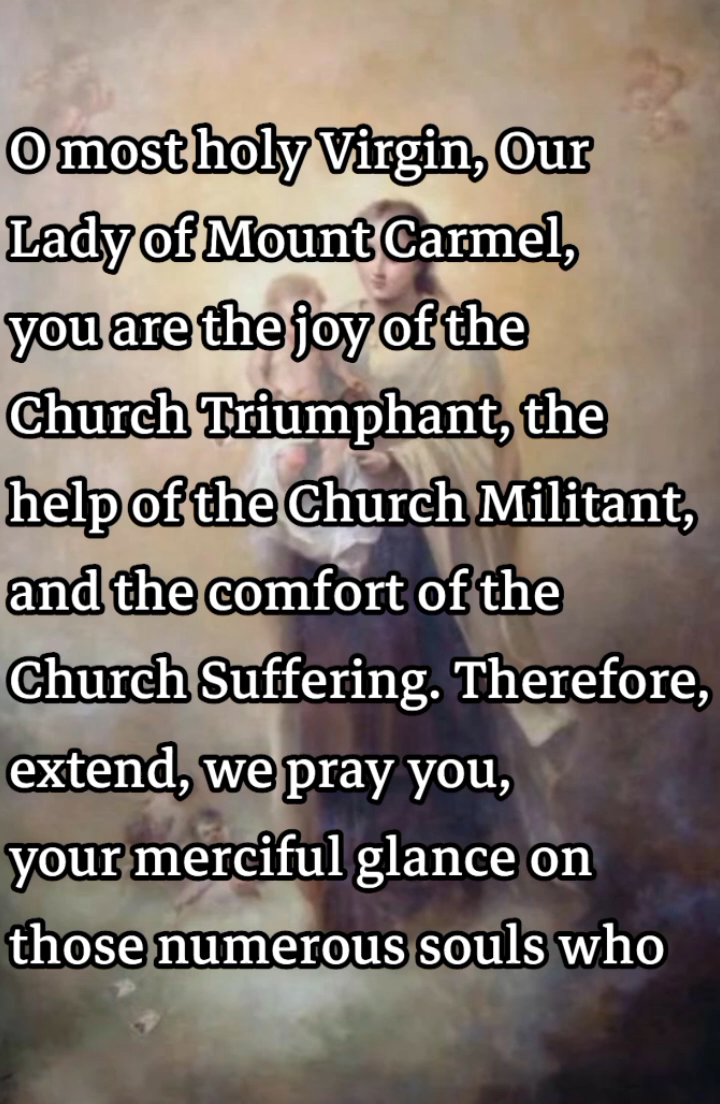 O most holy Virgin, Our
Lady of Mount Carmel,
you are the joy of the
Church Triumphant, the
help of the Church Militant,
and the comfort of the
Church Suffering. Therefore,
extend, we pray you,
your merciful glance on
those numerous souls who